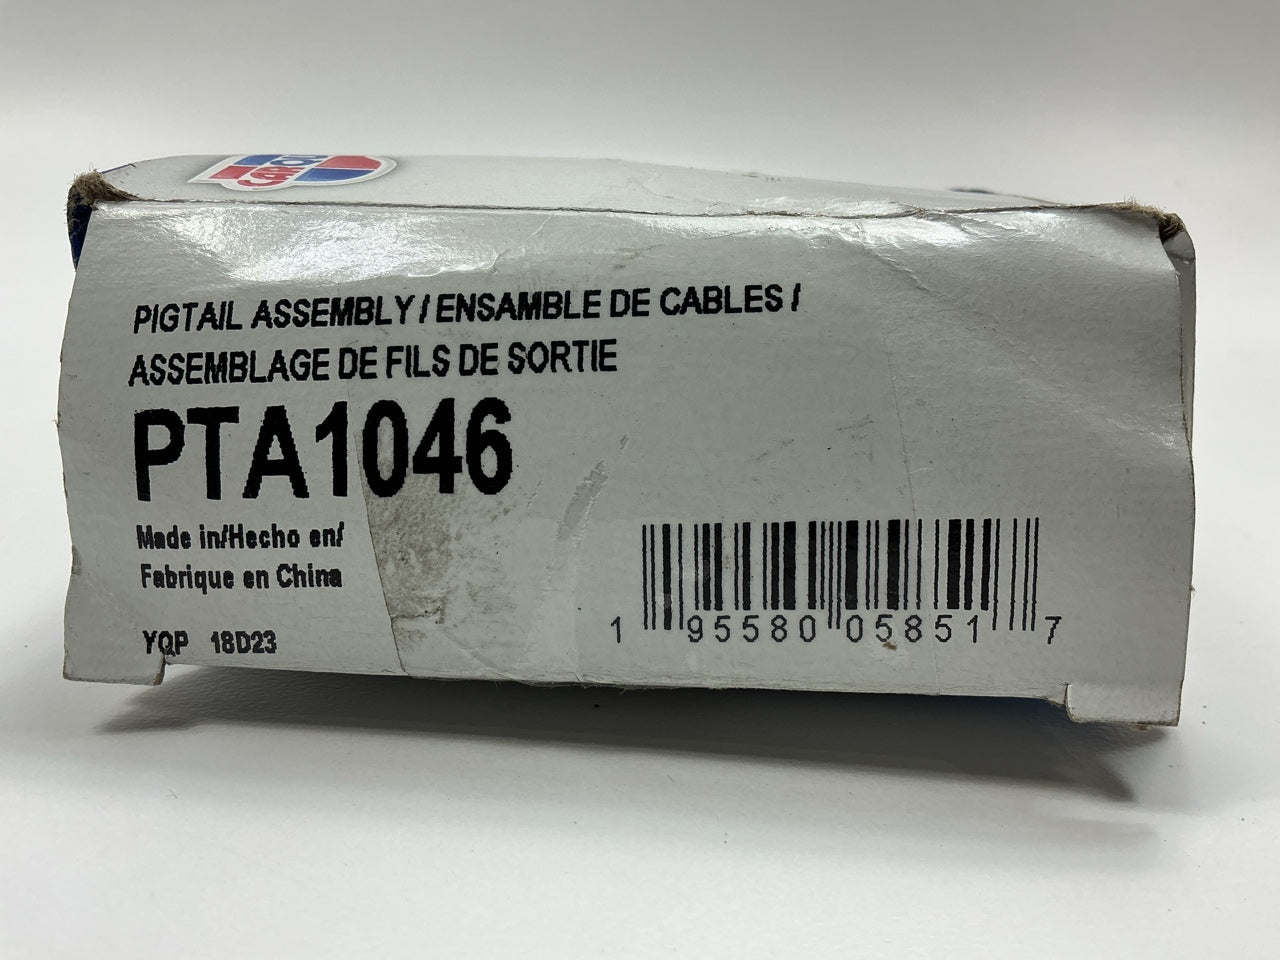 PIGTAIL ASSEMBLY / ENSAMBLE DE CABLES /
ASSEMBLAGE DE FILS DE SORTIE
PTA1046
Made in/Hecho en/
Fabrique en China
YQP 18D23
1 95580 05851 7